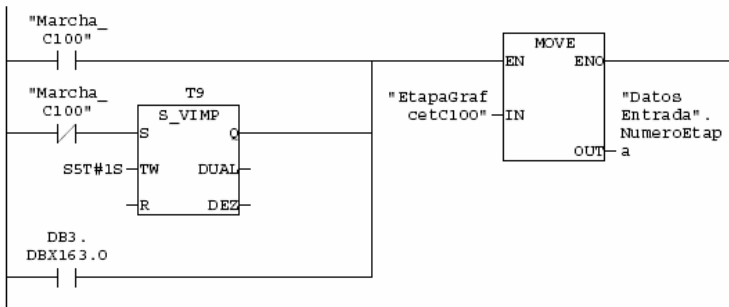 "Marcha_
C100"
MOVE
EN ENO
"Marcha_
C100"
T9
S_VIMP
S Q
S5T#1S TW DUAL
R DEZ
"EtapaGraf
cetC100" IN
"Datos
Entrada".
NumeroEtap
OUT a
DB3.
DBX163.0